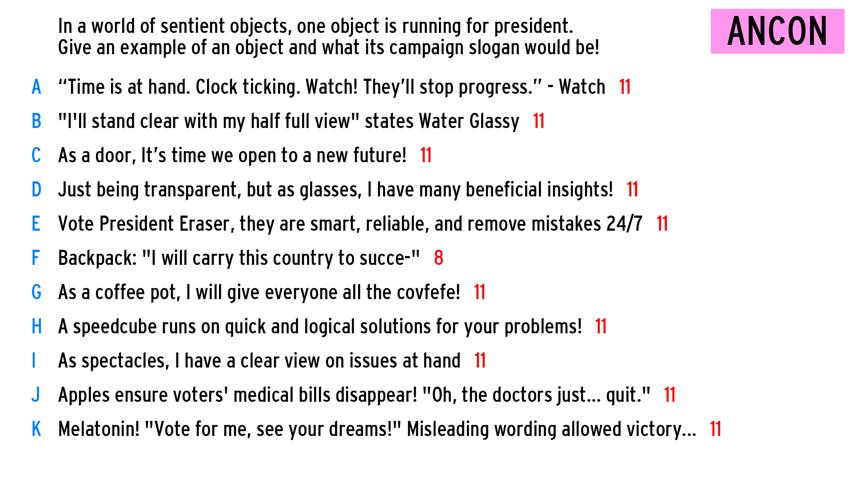 In a world of sentient objects, one object is running for president.
Give an example of an object and what its campaign slogan would be!
ANCON
A “Time is at hand. Clock ticking. Watch! They’ll stop progress.” - Watch 11
B "I'll stand clear with my half full view" states Water Glassy 11
C As a door, It’s time we open to a new future! 11
D Just being transparent, but as glasses, I have many beneficial insights! 11
E Vote President Eraser, they are smart, reliable, and remove mistakes 24/7 11
F Backpack: "I will carry this country to succe-" 8
G As a coffee pot, I will give everyone all the covfefe! 11
H A speedcube runs on quick and logical solutions for your problems! 11
I As spectacles, I have a clear view on issues at hand 11
J Apples ensure voters' medical bills disappear! "Oh, the doctors just... quit." 11
K Melatonin! "Vote for me, see your dreams!" Misleading wording allowed victory... 11